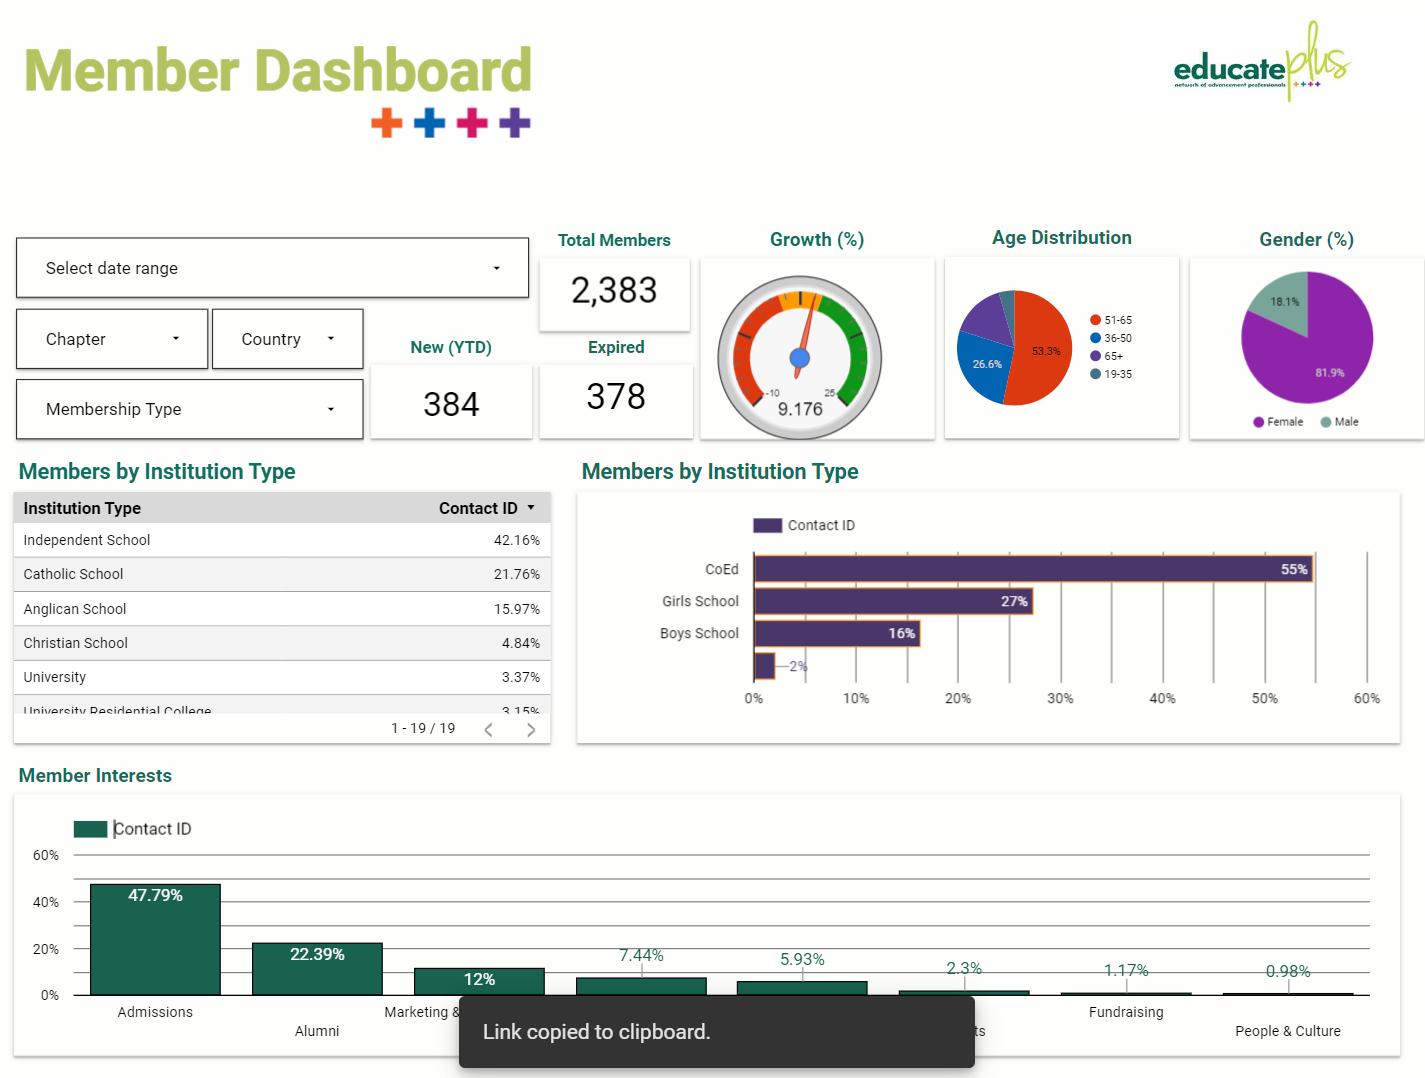 Member Dashboard
educateplus
network of advancement professionals
Select date range
Chapter
Country
Membership Type
Total Members
2,383
New (YTD)
384
Expired
378
Growth (%)
-10
25
9.176
Age Distribution
53.3%
26.6%
51-65
36-50
65+
19-35
Gender (%)
18.1%
81.9%
Female
Male
Members by Institution Type
Institution Type Contact ID
Independent School 42.16%
Catholic School 21.76%
Anglican School 15.97%
Christian School 4.84%
University 3.37%
University Residential College 3.15%
1 - 19 / 19
Members by Institution Type
Contact ID
CoEd 55%
Girls School 27%
Boys School 16%
2%
0% 10% 20% 30% 40% 50% 60%
Member Interests
Contact ID
60%
40%
20%
0%
47.79%
22.39%
12%
7.44%
5.93%
2.3%
1.17%
0.98%
Admissions
Alumni
Marketing &
ts
Fundraising
People & Culture
Link copied to clipboard.